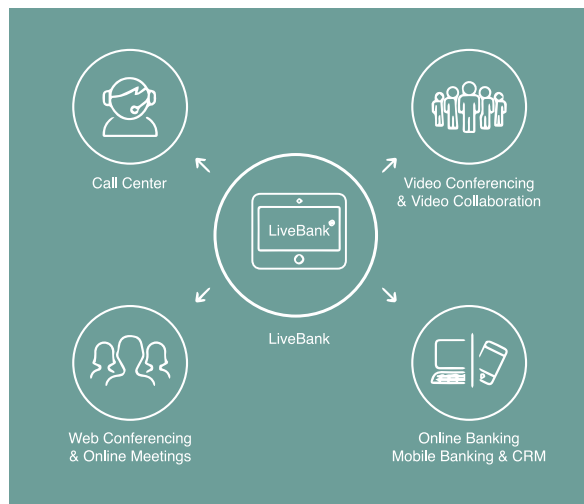 Call Center
Video Conferencing
& Video Collaboration
LiveBank
LiveBank
Web Conferencing
& Online Meetings
Online Banking
Mobile Banking & CRM